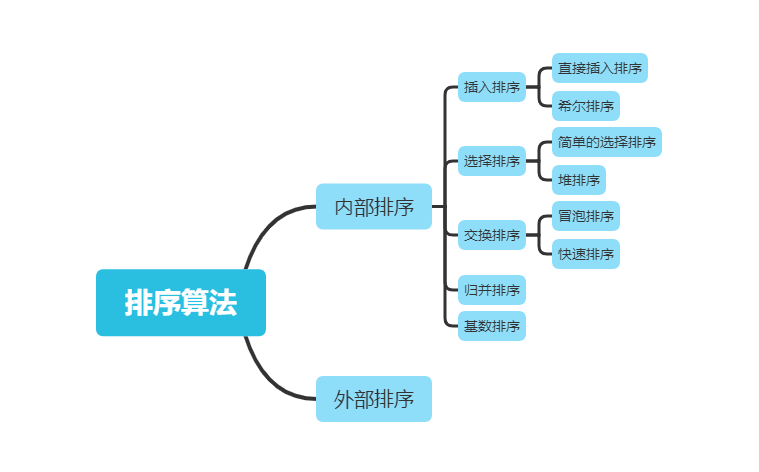 排序算法
内部排序
插入排序
直接插入排序
希尔排序
选择排序
简单的选择排序
堆排序
交换排序
冒泡排序
快速排序
归并排序
基数排序
外部排序